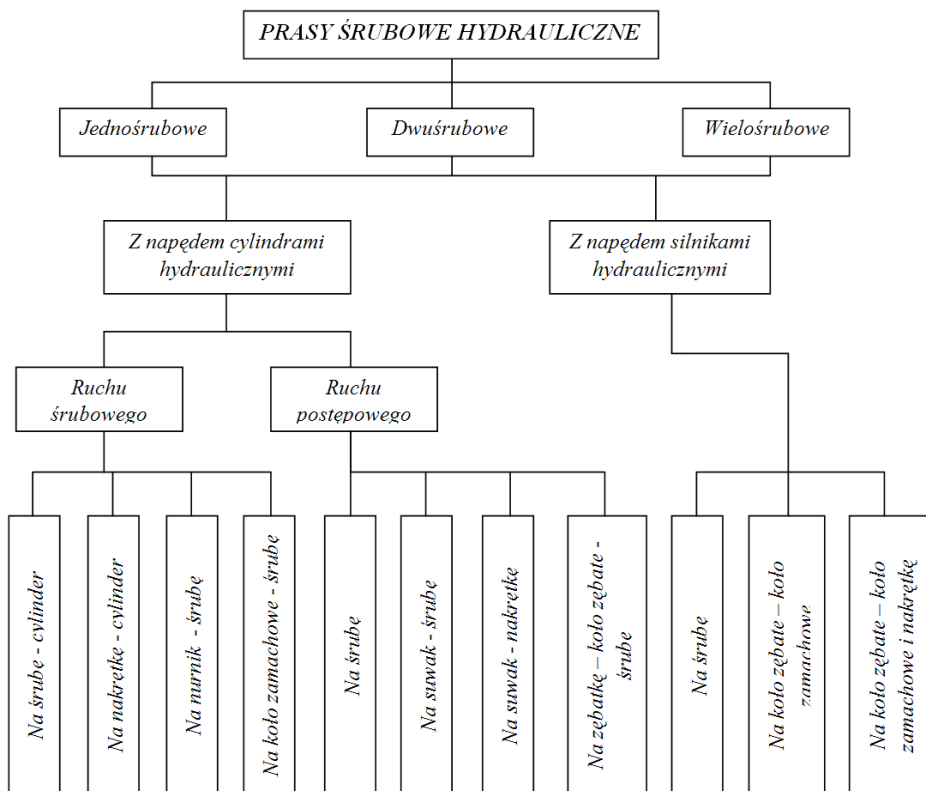 PRASY ŚRUBOWE HYDRAULICZNE
Jednośrubowe
Dwuśrubowe
Wielośrubowe
Z napędem cylindrami
hydraulicznymi
Z napędem silnikami
hydraulicznymi
Ruchu
śrubowego
Ruchu
postępowego
Na śrubę - cylinder
Na nakrętkę - cylinder
Na nurnik - śrubę
Na koło zamachowe - śrubę
Na śrubę
Na suwak - śrubę
Na suwak - nakrętkę
Na zębatkę – koło zębate -
śrubę
Na śrubę
Na koło zębate – koło
zamachowe
Na koło zębate – koło
zamachowe i nakrętkę